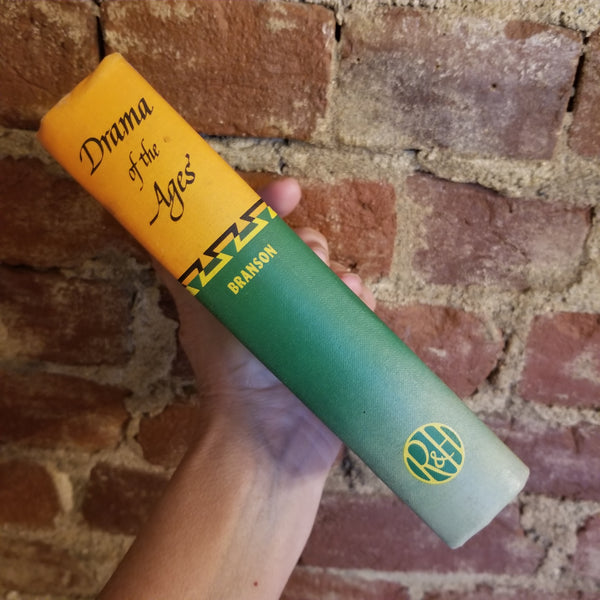 Drama
of the
Ages
BRANSON
R&H